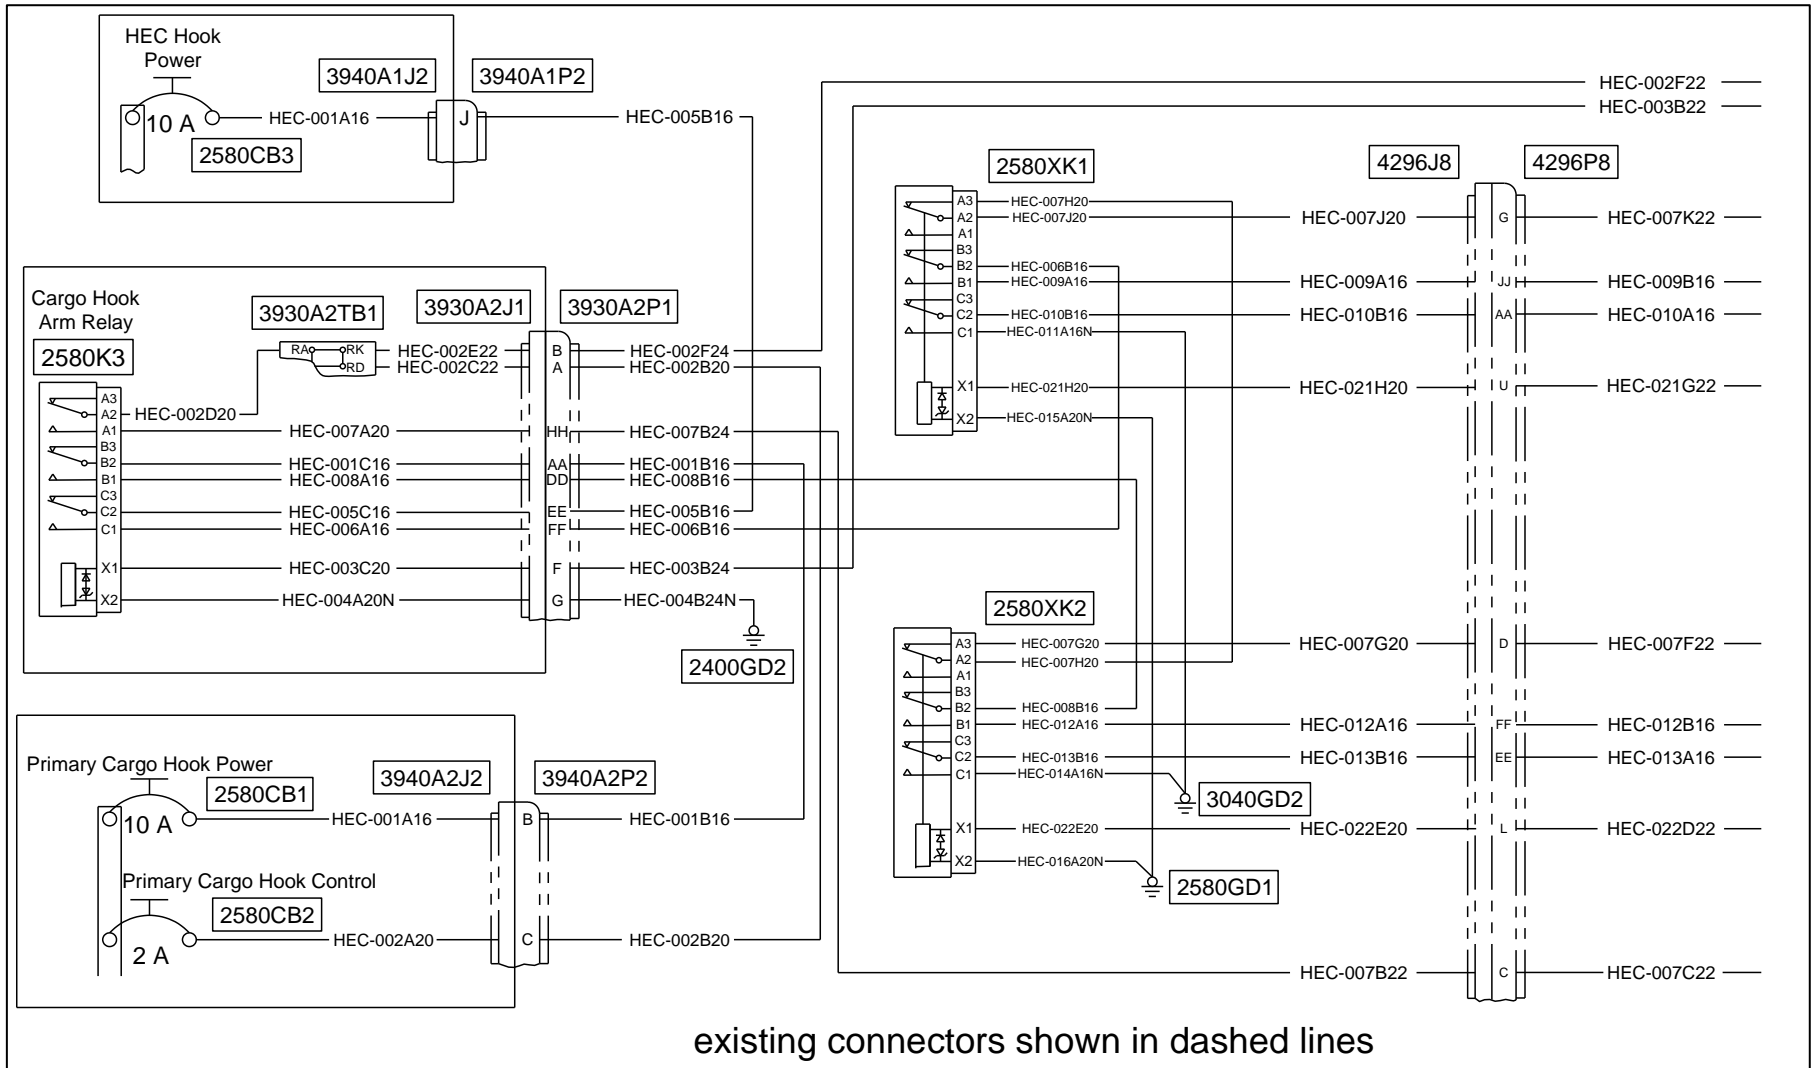 HEC Hook
Power
3940A1J2
3940A1P2
10 A
HEC-001A16
J
HEC-005B16
2580CB3
HEC-002F22
HEC-003B22
Cargo Hook
Arm Relay
2580K3
3930A2TB1
3930A2J1
3930A2P1
RA
RK
RD
HEC-002E22
HEC-002C22
B
A
HEC-002F24
HEC-002B20
A3
A2
HEC-002D20
A1
HEC-007A20
HH
HEC-007B24
B3
B2
HEC-001C16
AA
HEC-001B16
B1
HEC-008A16
DD
HEC-008B16
C3
C2
HEC-005C16
EE
HEC-005B16
C1
HEC-006A16
FF
HEC-006B16
X1
HEC-003C20
F
HEC-003B24
X2
HEC-004A20N
G
HEC-004B24N
2400GD2
Primary Cargo Hook Power
2580CB1
3940A2J2
3940A2P2
10 A
HEC-001A16
B
HEC-001B16
Primary Cargo Hook Control
2580CB2
2 A
HEC-002A20
C
HEC-002B20
2580XK1
4296J8
4296P8
A3
HEC-007H20
A2
HEC-007J20
HEC-007J20
G
HEC-007K22
A1
B3
B2
HEC-006B16
B1
HEC-009A16
HEC-009A16
JJ
HEC-009B16
C3
C2
HEC-010B16
HEC-010B16
AA
HEC-010A16
C1
HEC-011A16N
X1
HEC-021H20
HEC-021H20
U
HEC-021G22
X2
HEC-015A20N
2580XK2
A3
HEC-007G20
HEC-007G20
D
HEC-007F22
A2
HEC-007H20
A1
B3
B2
HEC-008B16
B1
HEC-012A16
HEC-012A16
FF
HEC-012B16
C3
C2
HEC-013B16
HEC-013B16
EE
HEC-013A16
C1
HEC-014A16N
3040GD2
X1
HEC-022E20
HEC-022E20
L
HEC-022D22
X2
HEC-016A20N
2580GD1
HEC-007B22
C
HEC-007C22
existing connectors shown in dashed lines